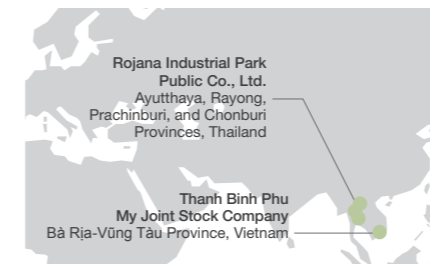 Rojana Industrial Park
Public Co., Ltd.
Ayutthaya, Rayong,
Prachinburi, and Chonburi
Provinces, Thailand
Thanh Binh Phu
My Joint Stock Company
Bà Rịa-Vũng Tàu Province, Vietnam